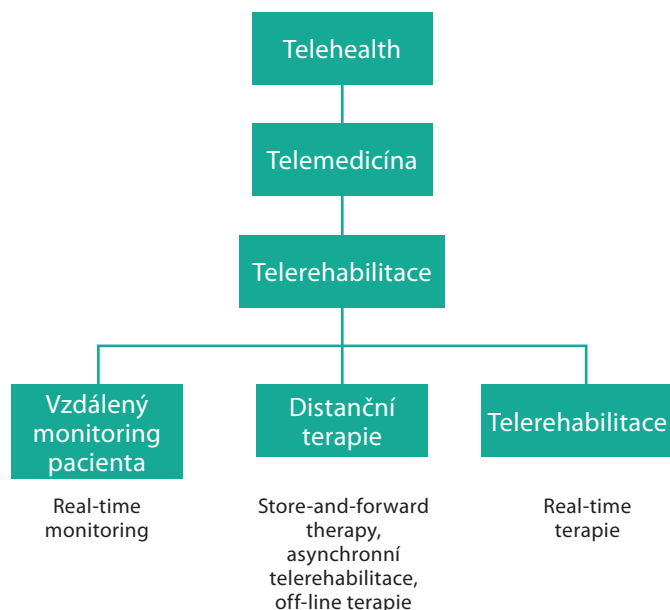 Telehealth
Telemedicína
Telerehabilitace
Vzdálený
monitoring
pacienta
Real-time
monitoring
Distanční
terapie
Store-and-forward
therapy,
asynchronní
telerehabilitace,
off-line terapie
Telerehabilitace
Real-time
terapie